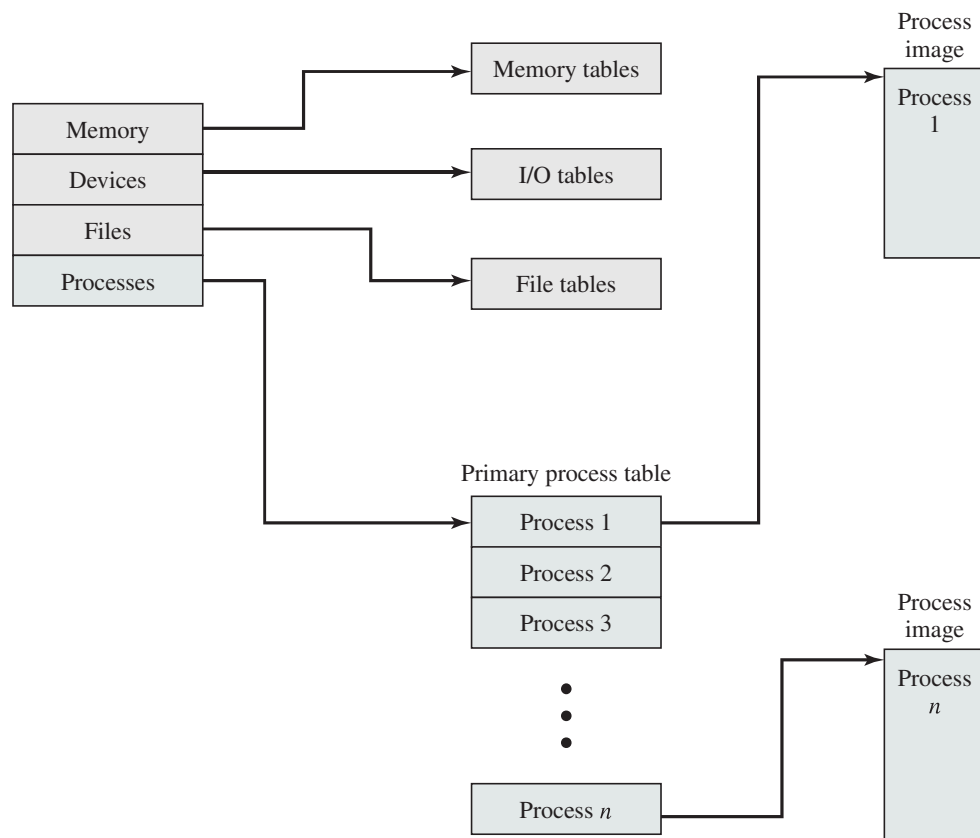 Memory
Devices
Files
Processes
Memory tables
I/O tables
File tables
Primary process table
Process 1
Process 2
Process 3
Process n
Process
image
Process
1
Process
image
Process
n